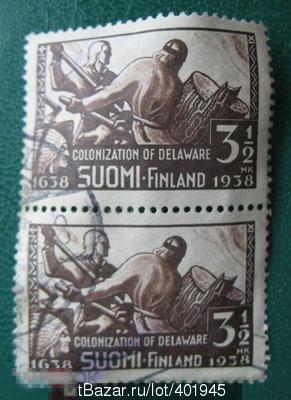 COLONIZATION OF DELAWARE 3 1/2 MK
1638 SUOMI·FINLAND 1938
COLONIZATION OF DELAWARE 3 1/2 MK
1638 SUOMI·FINLAND 1938
tBazar.ru/lot/401945